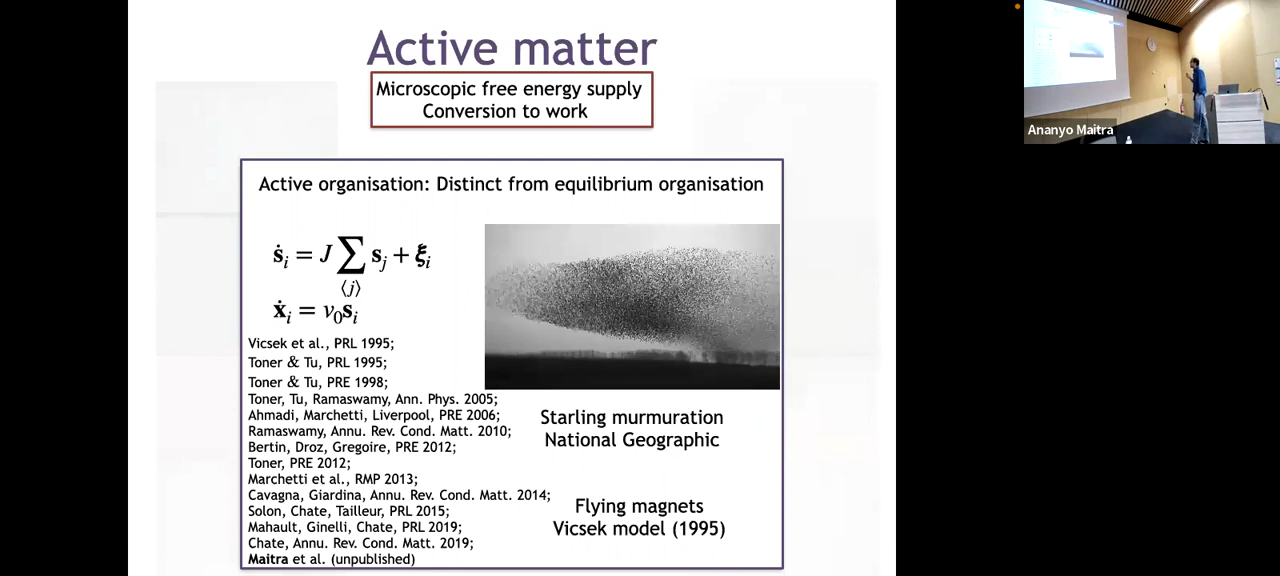 Active matter
Microscopic free energy supply
Conversion to work
Active organisation: Distinct from equilibrium organisation
ṡᵢ = J ∑ sⱼ + ξᵢ
⟨j⟩
ẋᵢ = v₀sᵢ
Vicsek et al., PRL 1995;
Toner & Tu, PRL 1995;
Toner & Tu, PRE 1998;
Toner, Tu, Ramaswamy, Ann. Phys. 2005;
Ahmadi, Marchetti, Liverpool, PRE 2006;
Ramaswamy, Annu. Rev. Cond. Matt. 2010;
Bertin, Droz, Gregoire, PRE 2012;
Toner, PRE 2012;
Marchetti et al., RMP 2013;
Cavagna, Giardina, Annu. Rev. Cond. Matt. 2014;
Solon, Chate, Tailleur, PRL 2015;
Mahault, Ginelli, Chate, PRL 2019;
Chate, Annu. Rev. Cond. Matt. 2019;
Maitra et al. (unpublished)
Starling murmuration
National Geographic
Flying magnets
Vicsek model (1995)
Ananyo Maitra